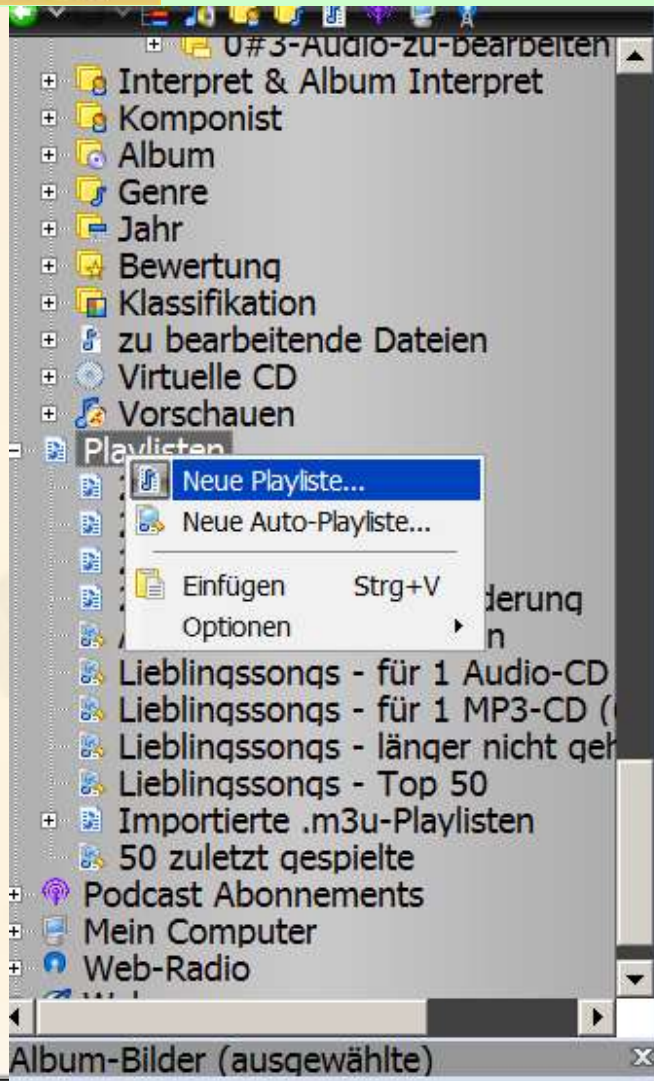 0#3-Audio-zu-bearbeiten
Interpret & Album Interpret
Komponist
Album
Genre
Jahr
Bewertung
Klassifikation
zu bearbeitende Dateien
Virtuelle CD
Vorschauen
Playlisten
Neue Playliste...
Neue Auto-Playliste...
Einfügen Strg+V
Optionen
derung
n
Lieblingssongs - für 1 Audio-CD
Lieblingssongs - für 1 MP3-CD (
Lieblingssongs - länger nicht geh
Lieblingssongs - Top 50
Importierte .m3u-Playlisten
50 zuletzt gespielte
Podcast Abonnements
Mein Computer
Web-Radio
Album-Bilder (ausgewählte)